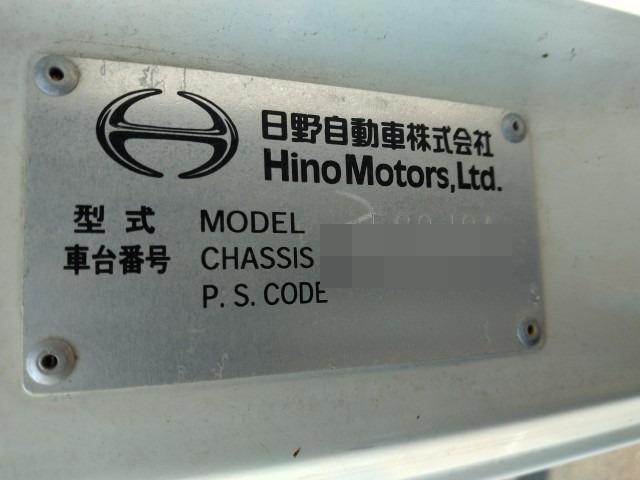 日野自動車株式会社
Hino Motors, Ltd.
型式 MODEL
車台番号 CHASSIS
P. S. CODE